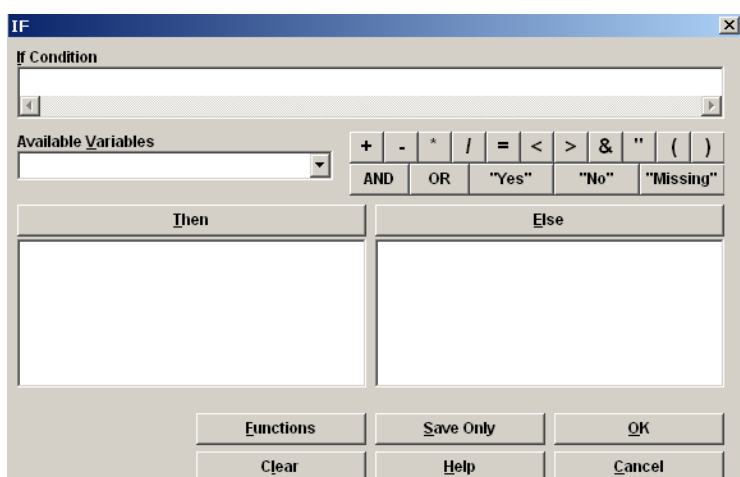 IF
If Condition
Available Variables
+ - * / = < > & " ( )
AND OR "Yes" "No" "Missing"
Then Else
Functions Save Only OK
Clear Help Cancel